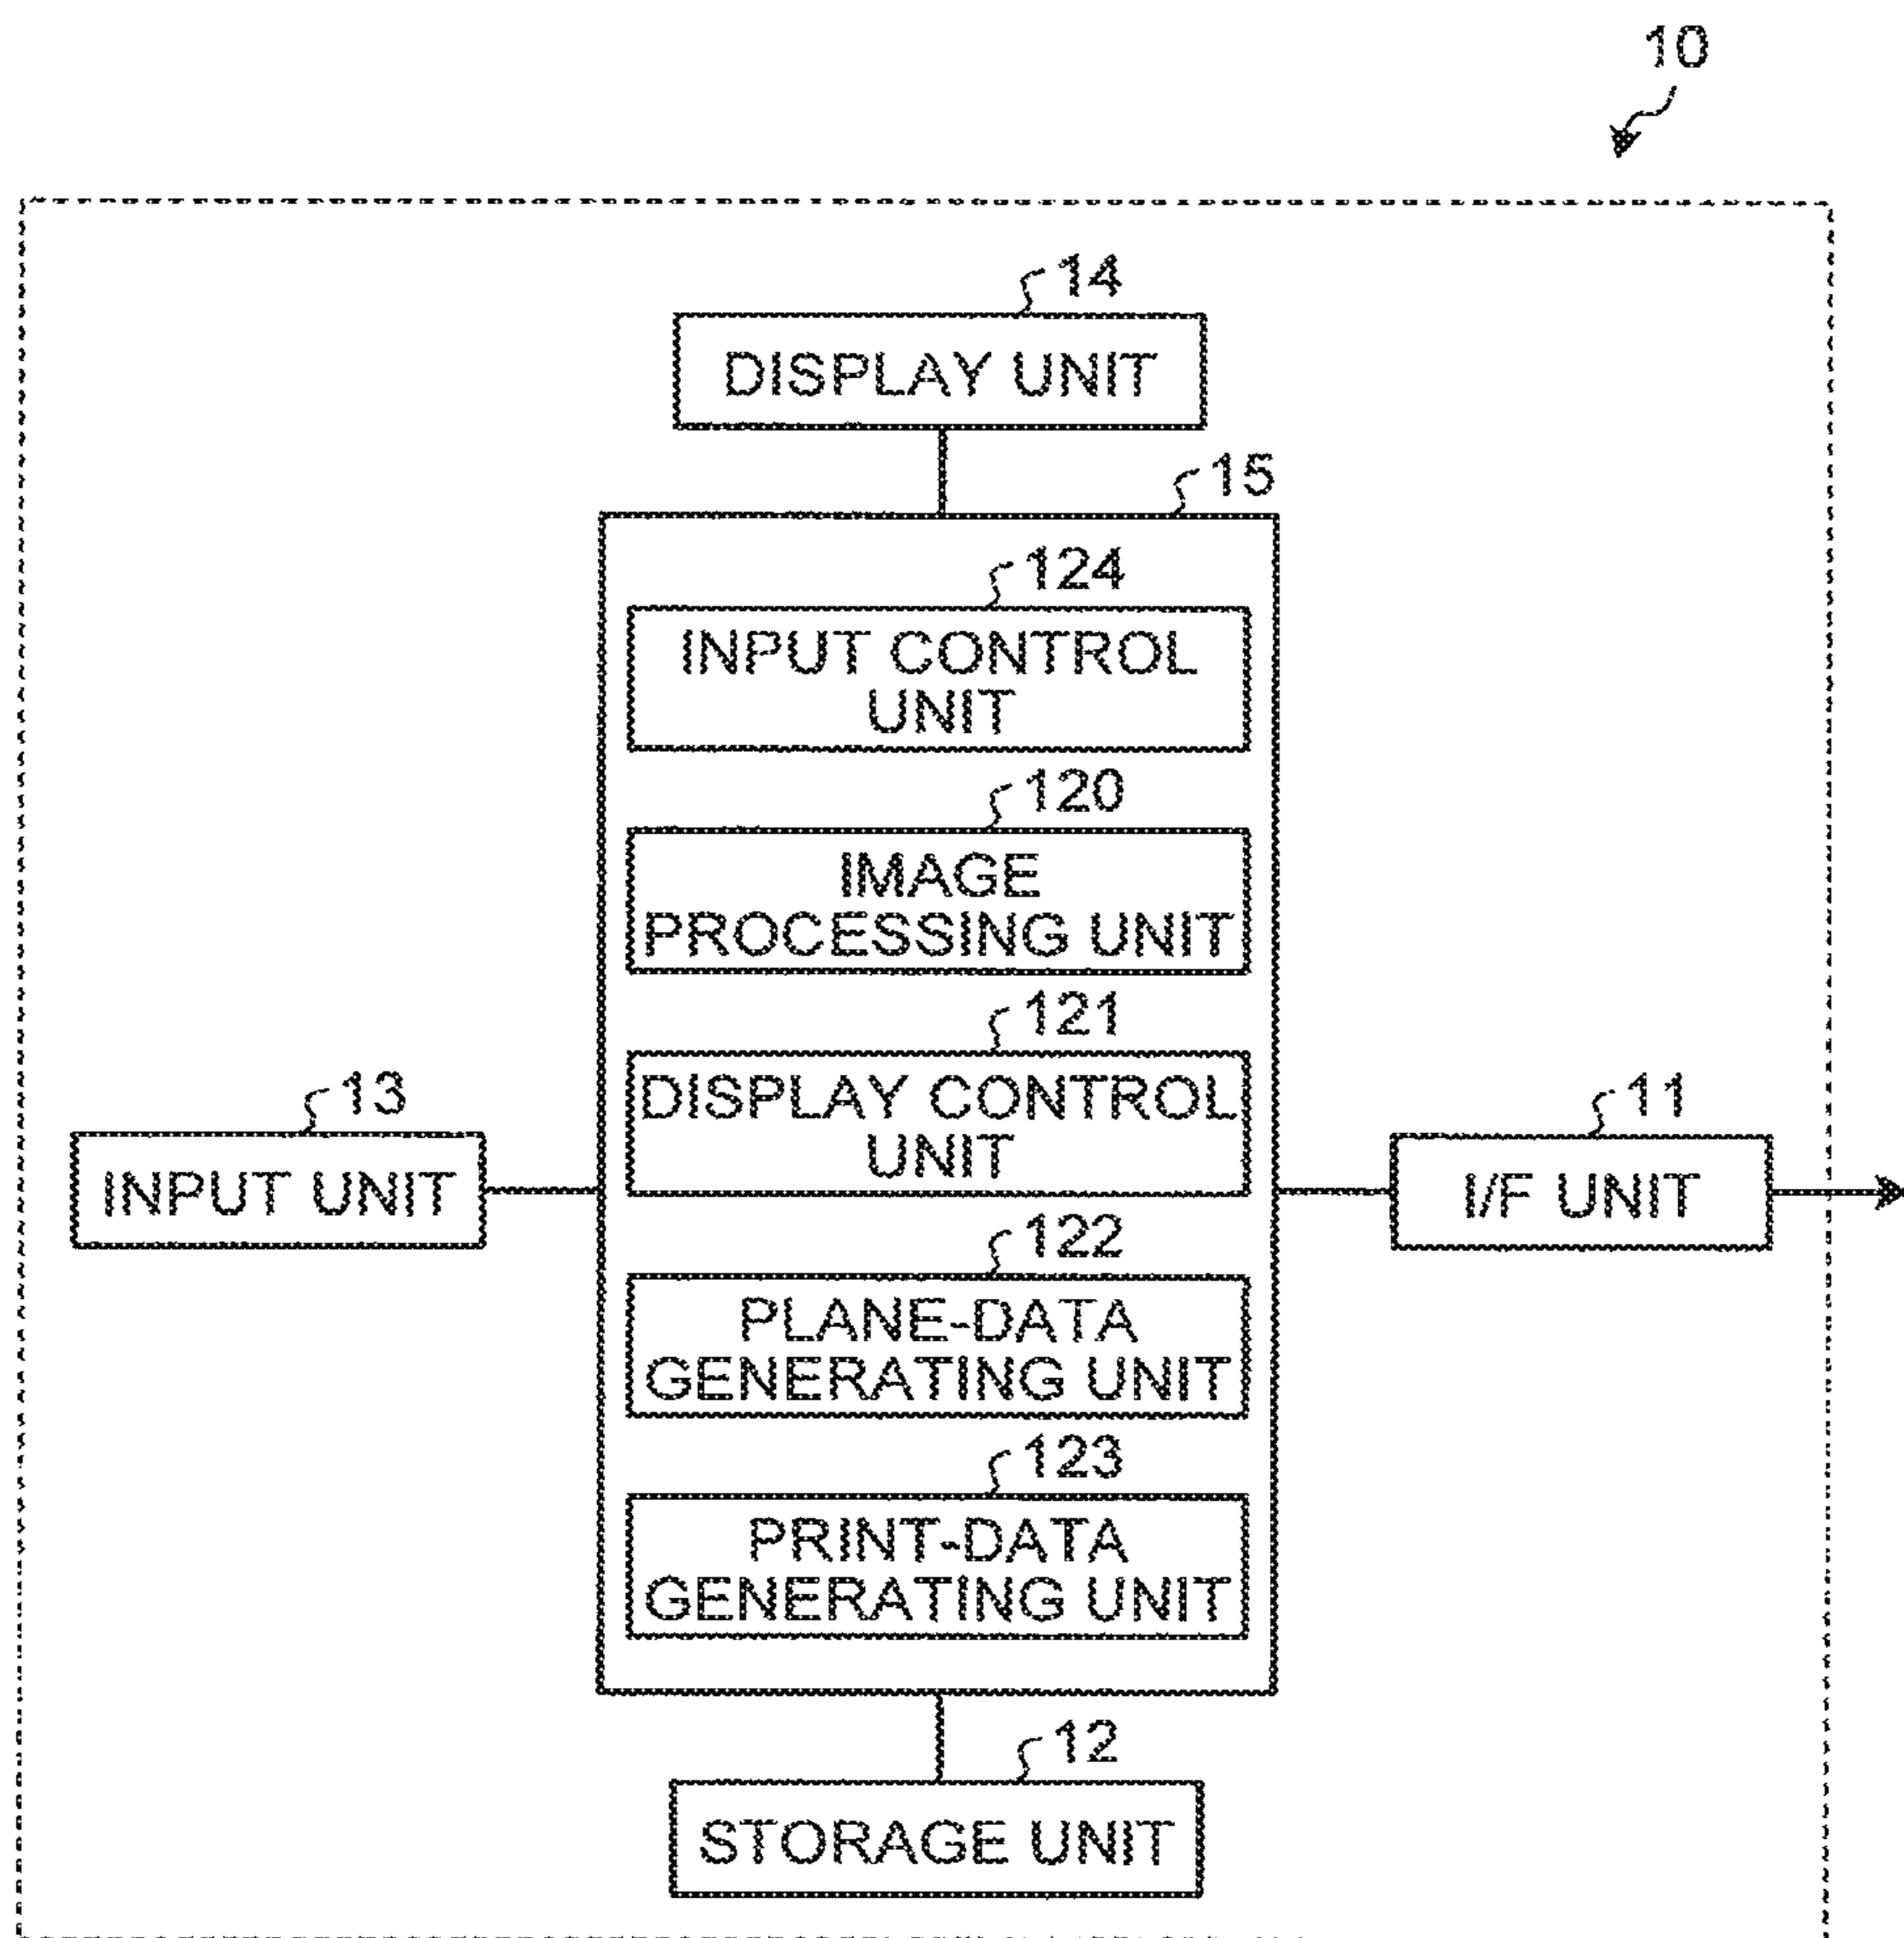 10
14
DISPLAY UNIT
15
124
INPUT CONTROL
UNIT
120
IMAGE
PROCESSING UNIT
121
DISPLAY CONTROL
UNIT
13
INPUT UNIT
11
I/F UNIT
122
PLANE-DATA
GENERATING UNIT
123
PRINT-DATA
GENERATING UNIT
12
STORAGE UNIT